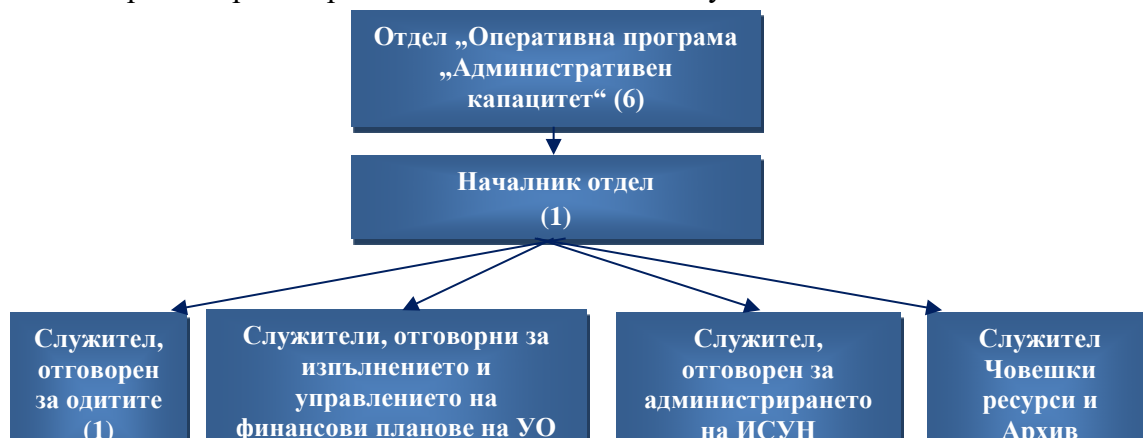 Отдел „Оперативна програма
„Административен
капацитет“ (6)
Началник отдел
(1)
Служител,
отговорен
за одитите
(1)
Служители, отговорни за
изпълнението и
управлението на
финансови планове на УО
Служител,
отговорен за
администрирането
на ИСУН
Служител
Човешки
ресурси и
Архив